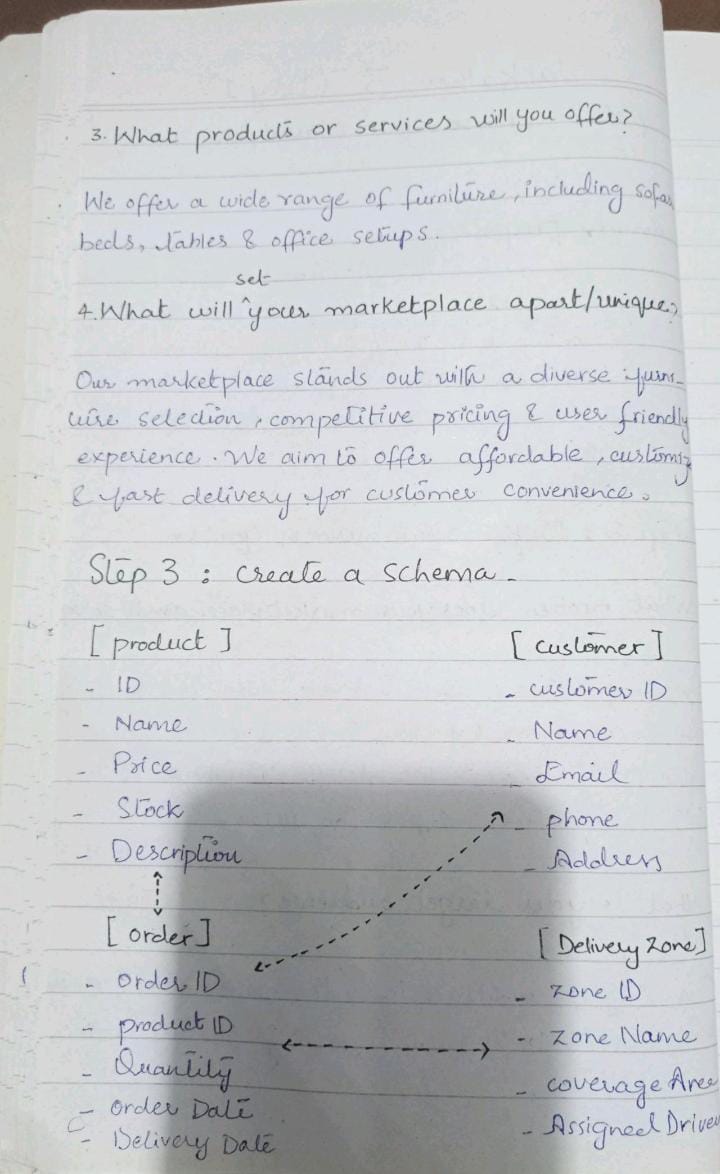 3. What products or services will you offer?
We offer a wide range of furniture, including sofas
beds, tables & office setups.
set
4. What will ^ your marketplace apart/unique?
Our marketplace stands out with a diverse furni-
ture selection, competitive pricing & user friendly
experience. We aim to offer affordable, customiz
& fast delivery for customer convenience.
Step 3 : create a schema.
[product] [customer]
- ID - customer ID
- Name - Name
- Price - Email
- Stock - phone
- Description - Address
[order] [Delivery Zone]
- order ID - zone ID
- product ID - zone Name
- Quantity - coverage Area
- order Date - Assigned Driver
- Delivery Date